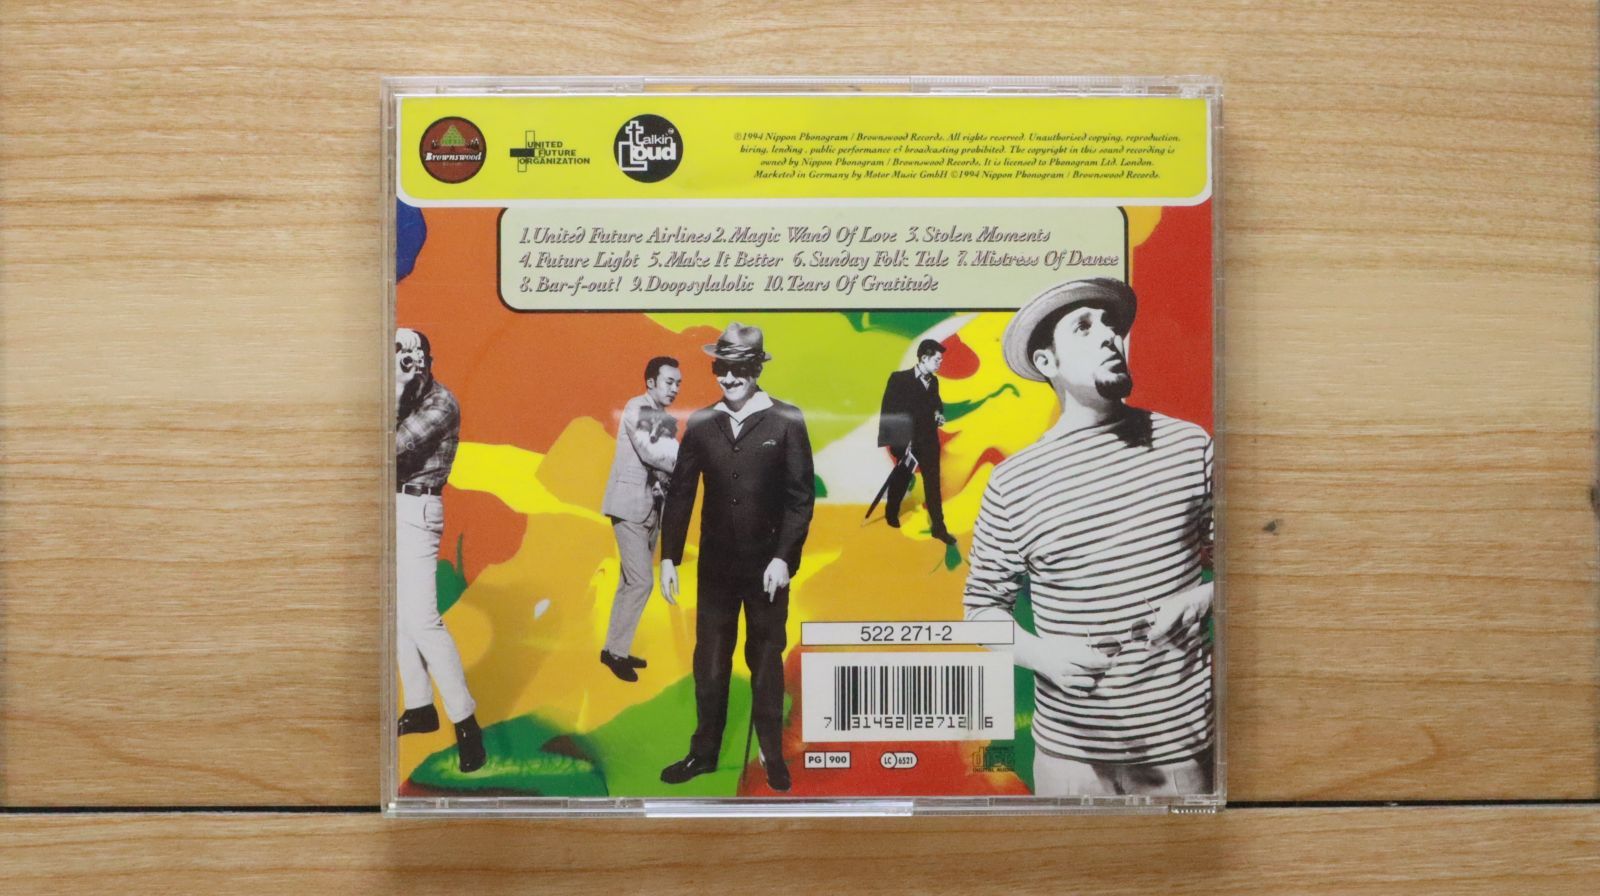 Brownswood
UNITED
FUTURE
ORGANIZATION
talkin
Loud
℗1994 Nippon Phonogram / Brownswood Records. All rights reserved. Unauthorised copying, reproduction,
hiring, lending , public performance & broadcasting prohibited. The copyright in this sound recording is
owned by Nippon Phonogram / Brownswood Records. It is licensed to Phonogram Ltd. London.
Marketed in Germany by Motor Music GmbH ©1994 Nippon Phonogram / Brownswood Records.
1. United Future Airlines 2. Magic Wand Of Love 3. Stolen Moments
4. Future Light 5. Make It Better 6. Sunday Folk Tale 7. Mistress Of Dance
8. Bar-f-out! 9. Doopsylalolic 10. Tears Of Gratitude
522 271-2
7 31452 22712 6
PG 900 LC 6521
COMPACT
disc
DIGITAL AUDIO